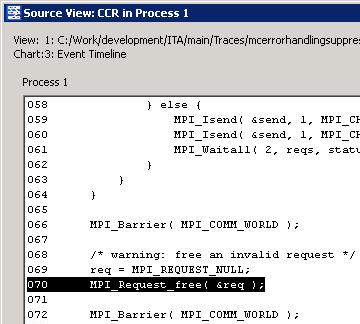 Source View: CCR in Process 1
View: 1: C:/Work/development/ITA/main/Traces/mcerrorhandlingsuppre
Chart:3: Event Timeline
Process 1
058 } else {
059 MPI_Isend( &send, 1, MPI_CH
060 MPI_Isend( &send, 1, MPI_CH
061 MPI_Waitall( 2, reqs, statu
062 }
063 }
064 }
065
066 MPI_Barrier( MPI_COMM_WORLD );
067
068 /* warning: free an invalid request */
069 req = MPI_REQUEST_NULL;
070 MPI_Request_free( &req );
071
072 MPI_Barrier( MPI_COMM_WORLD );